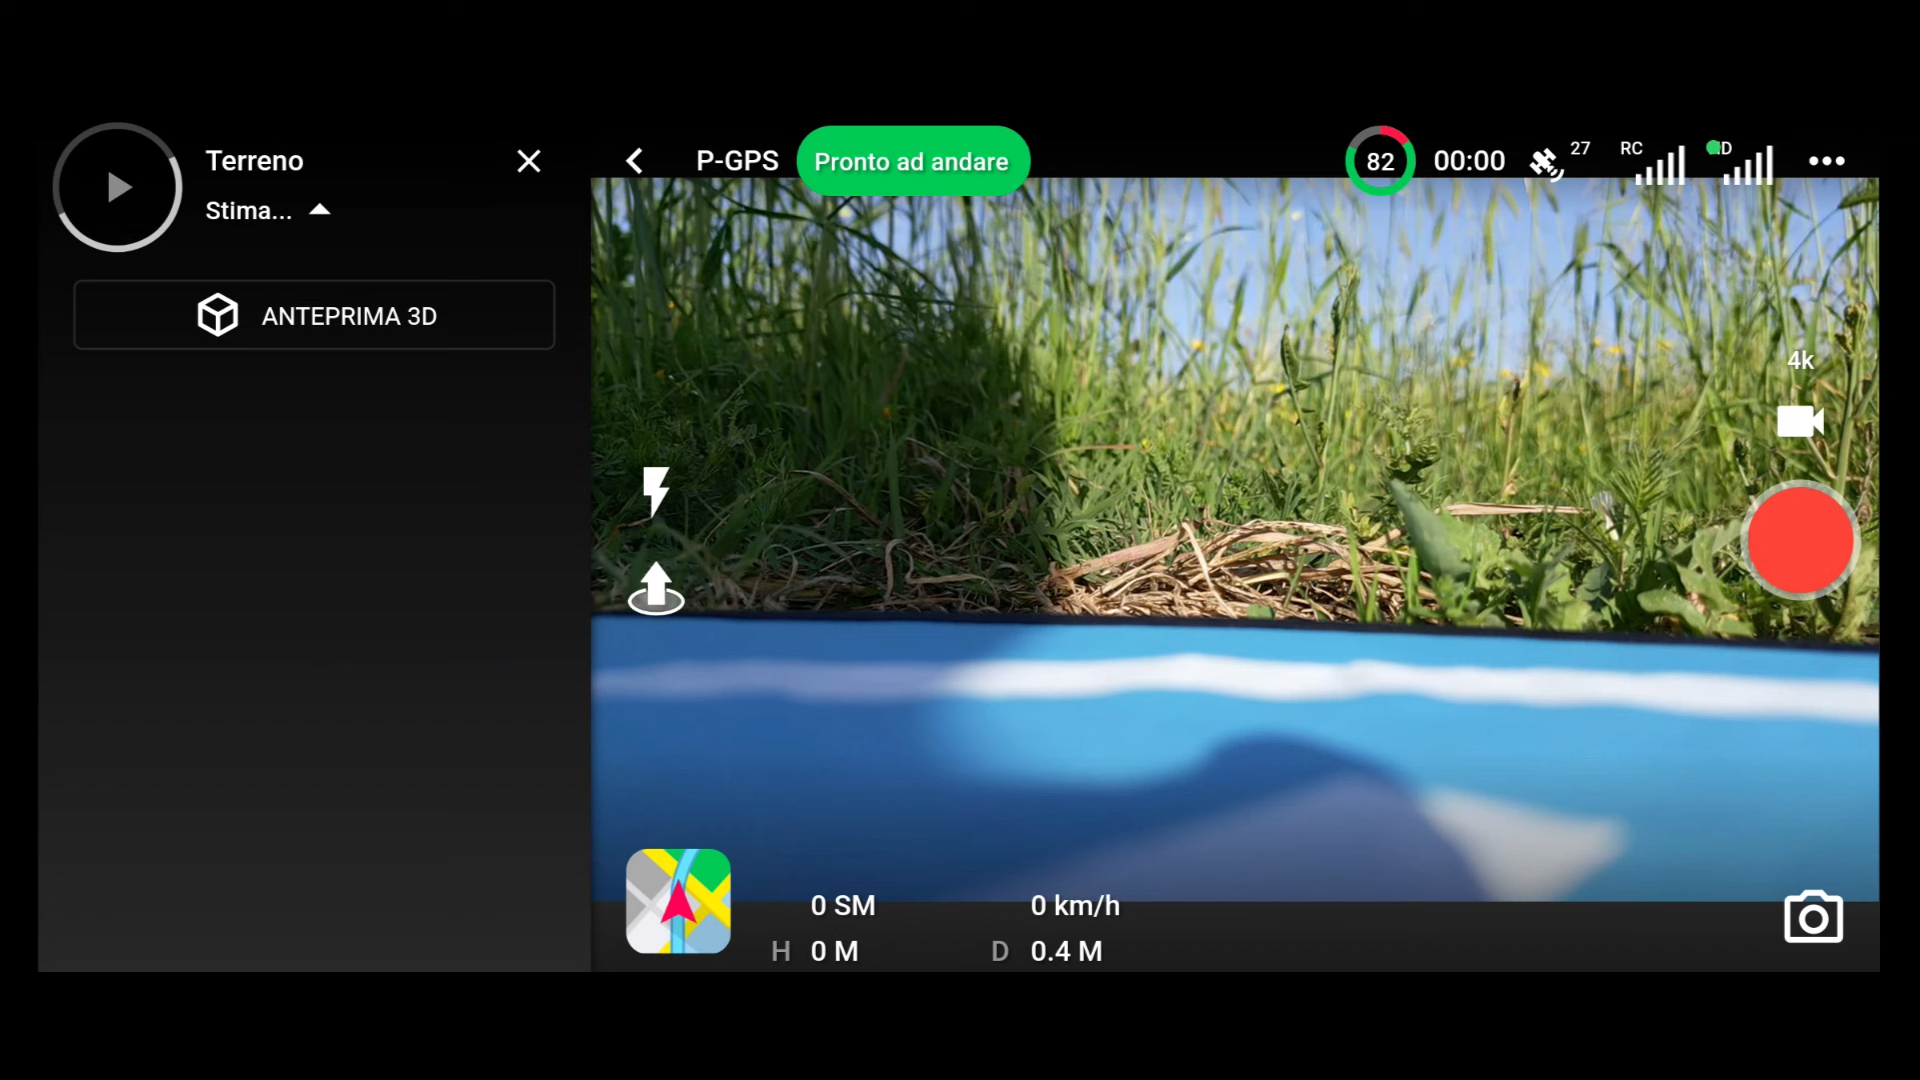 Terreno
Stima...
ANTEPRIMA 3D
P-GPS
Pronto ad andare
82
00:00
27
RC
4k
0 SM
0 km/h
H 0 M
D 0.4 M